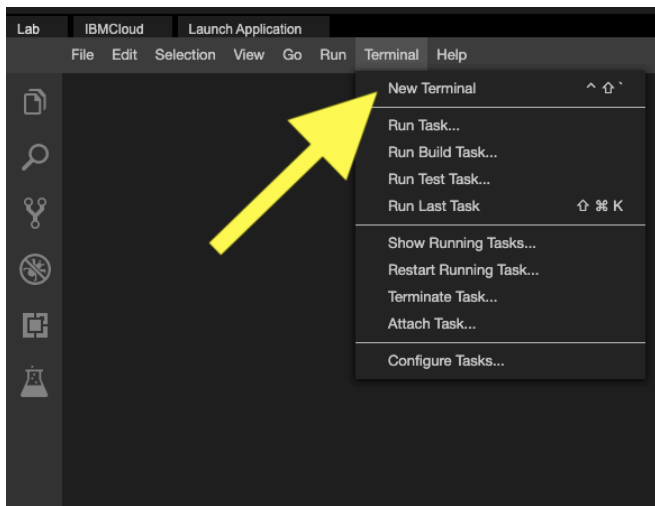 Lab IBMCloud Launch Application
File Edit Selection View Go Run Terminal Help
New Terminal ^ ⇧ `
Run Task...
Run Build Task...
Run Test Task...
Run Last Task ⇧ ⌘ K
Show Running Tasks...
Restart Running Task...
Terminate Task...
Attach Task...
Configure Tasks...